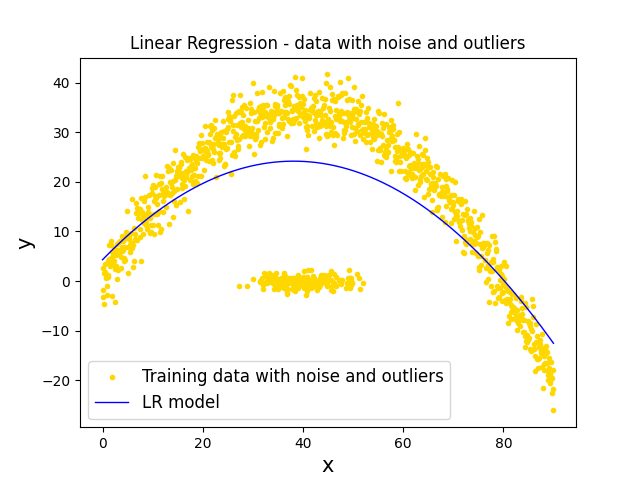 Linear Regression - data with noise and outliers
y
40
30
20
10
0
−10
−20
Training data with noise and outliers
LR model
0
20
40
60
80
x